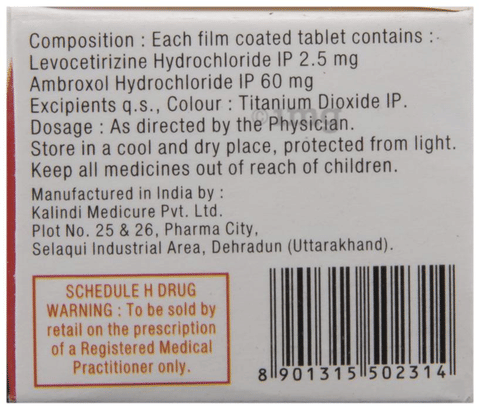 Composition : Each film coated tablet contains :
Levocetirizine Hydrochloride IP 2.5 mg
Ambroxol Hydrochloride IP 60 mg
Excipients q.s., Colour : Titanium Dioxide IP.
Dosage : As directed by the Physician.
Store in a cool and dry place, protected from light.
Keep all medicines out of reach of children.
Manufactured in India by :
Kalindi Medicure Pvt. Ltd.
Plot No. 25 & 26, Pharma City,
Selaqui Industrial Area, Dehradun (Uttarakhand).
SCHEDULE H DRUG
WARNING : To be sold by
retail on the prescription
of a Registered Medical
Practitioner only.
8 901315 502314